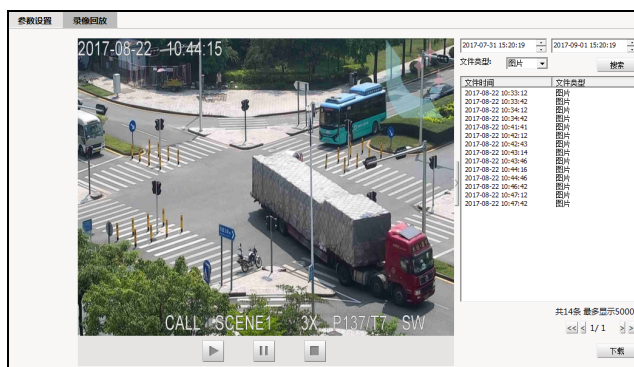 参数设置 录像回放
2017-08-22 10:44:15
CALL SCENE1 3X P137/T7 SW
2017-07-31 15:20:19 2017-09-01 15:20:19
文件类型: 图片 搜索
文件时间 文件类型
2017-08-22 10:33:12 图片
2017-08-22 10:33:42 图片
2017-08-22 10:34:12 图片
2017-08-22 10:34:42 图片
2017-08-22 10:41:41 图片
2017-08-22 10:42:12 图片
2017-08-22 10:42:43 图片
2017-08-22 10:43:14 图片
2017-08-22 10:43:46 图片
2017-08-22 10:44:16 图片
2017-08-22 10:44:46 图片
2017-08-22 10:46:42 图片
2017-08-22 10:47:12 图片
2017-08-22 10:47:42 图片
共14条 最多显示5000
<< < 1/ 1 > >
下载